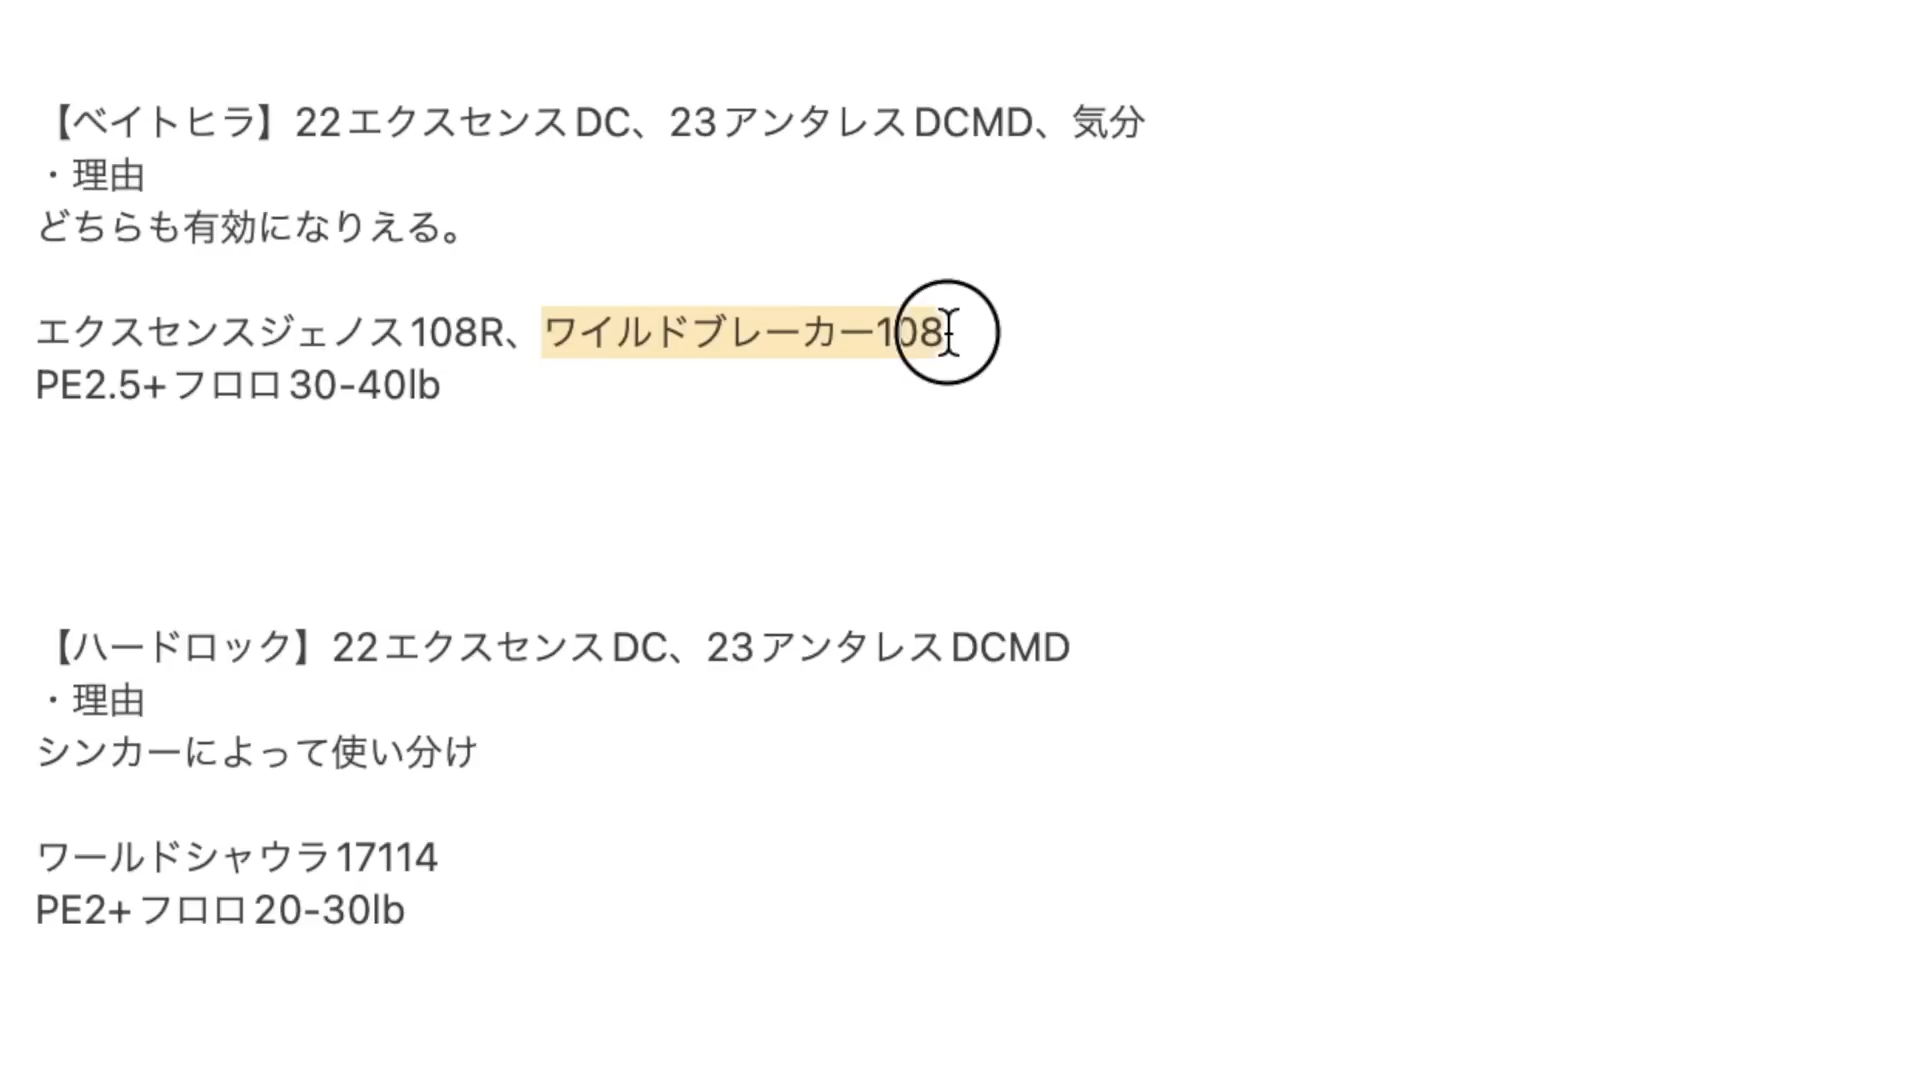 【ベイトヒラ】22エクスセンスDC、23アンタレスDCMD、気分
・理由
どちらも有効になりえる。
エクスセンスジェノス108R、ワイルドブレーカー108
PE2.5+フロロ30-40lb
【ハードロック】22エクスセンスDC、23アンタレスDCMD
・理由
シンカーによって使い分け
ワールドシャウラ17114
PE2+フロロ20-30lb